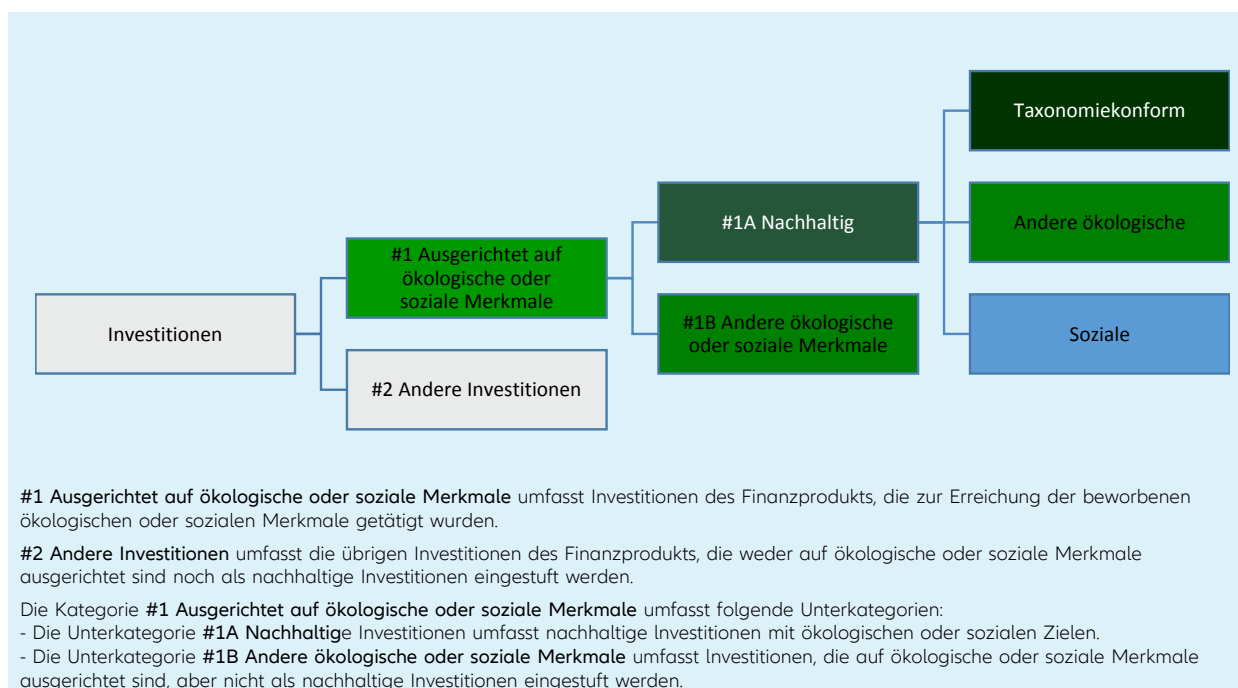 Taxonomiekonform
#1A Nachhaltig
Andere ökologische
#1 Ausgerichtet auf
ökologische oder
soziale Merkmale
Investitionen
#1B Andere ökologische
oder soziale Merkmale
Soziale
#2 Andere Investitionen
#1 Ausgerichtet auf ökologische oder soziale Merkmale umfasst Investitionen des Finanzprodukts, die zur Erreichung der beworbenen
ökologischen oder sozialen Merkmale getätigt wurden.
#2 Andere Investitionen umfasst die übrigen Investitionen des Finanzprodukts, die weder auf ökologische oder soziale Merkmale
ausgerichtet sind noch als nachhaltige Investitionen eingestuft werden.
Die Kategorie #1 Ausgerichtet auf ökologische oder soziale Merkmale umfasst folgende Unterkategorien:
- Die Unterkategorie #1A Nachhaltige Investitionen umfasst nachhaltige Investitionen mit ökologischen oder sozialen Zielen.
- Die Unterkategorie #1B Andere ökologische oder soziale Merkmale umfasst Investitionen, die auf ökologische oder soziale Merkmale
ausgerichtet sind, aber nicht als nachhaltige Investitionen eingestuft werden.